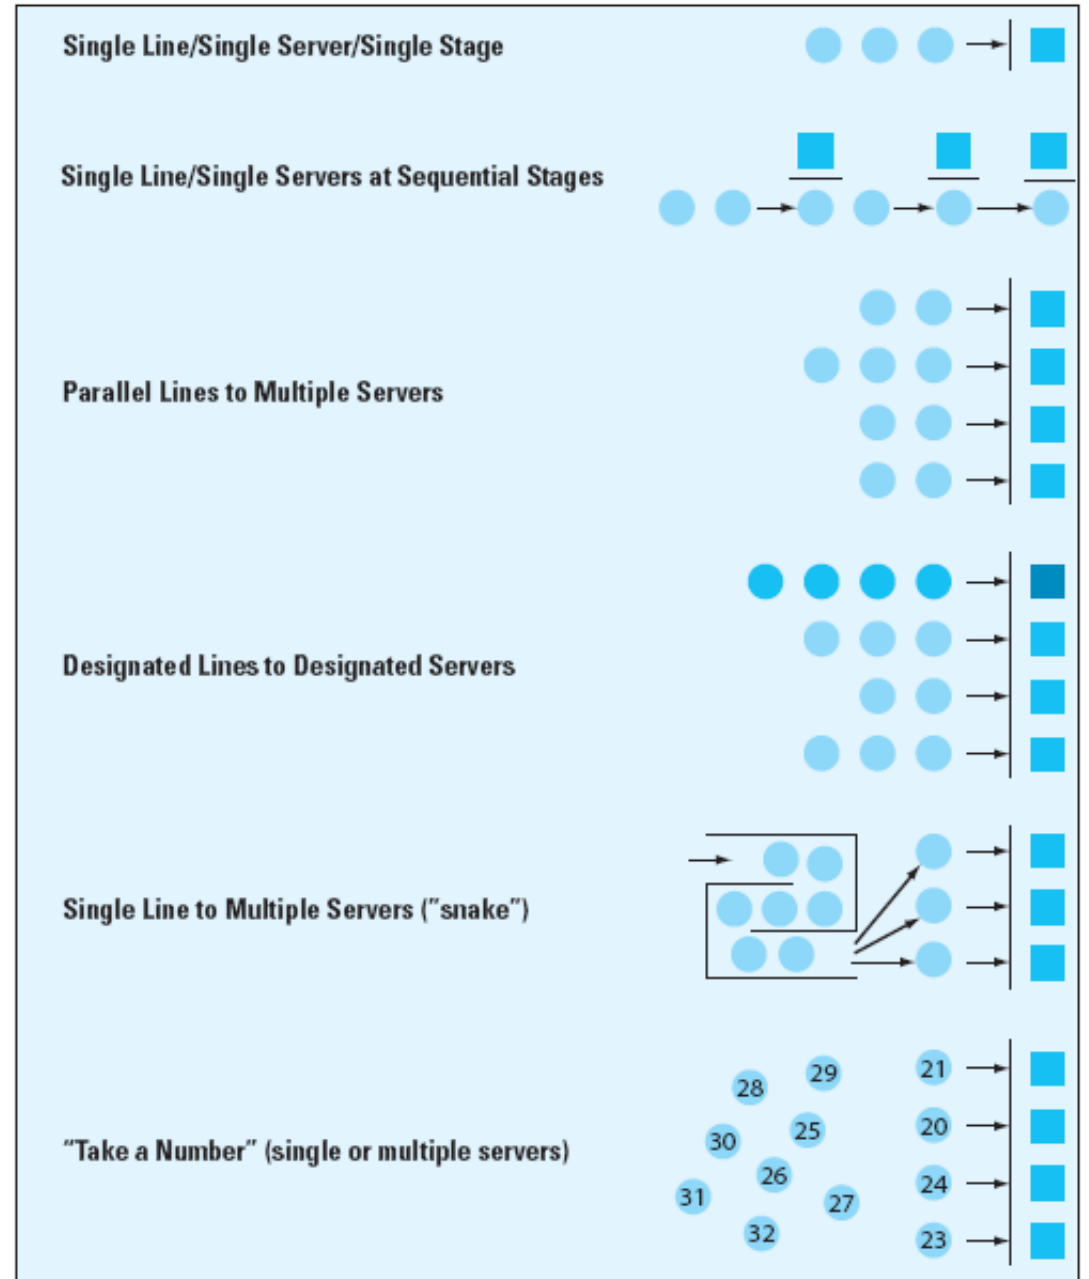 Single Line/Single Server/Single Stage
Single Line/Single Servers at Sequential Stages
Parallel Lines to Multiple Servers
Designated Lines to Designated Servers
Single Line to Multiple Servers ("snake")
"Take a Number" (single or multiple servers)
28
29
21
30
25
20
26
31
27
24
32
23